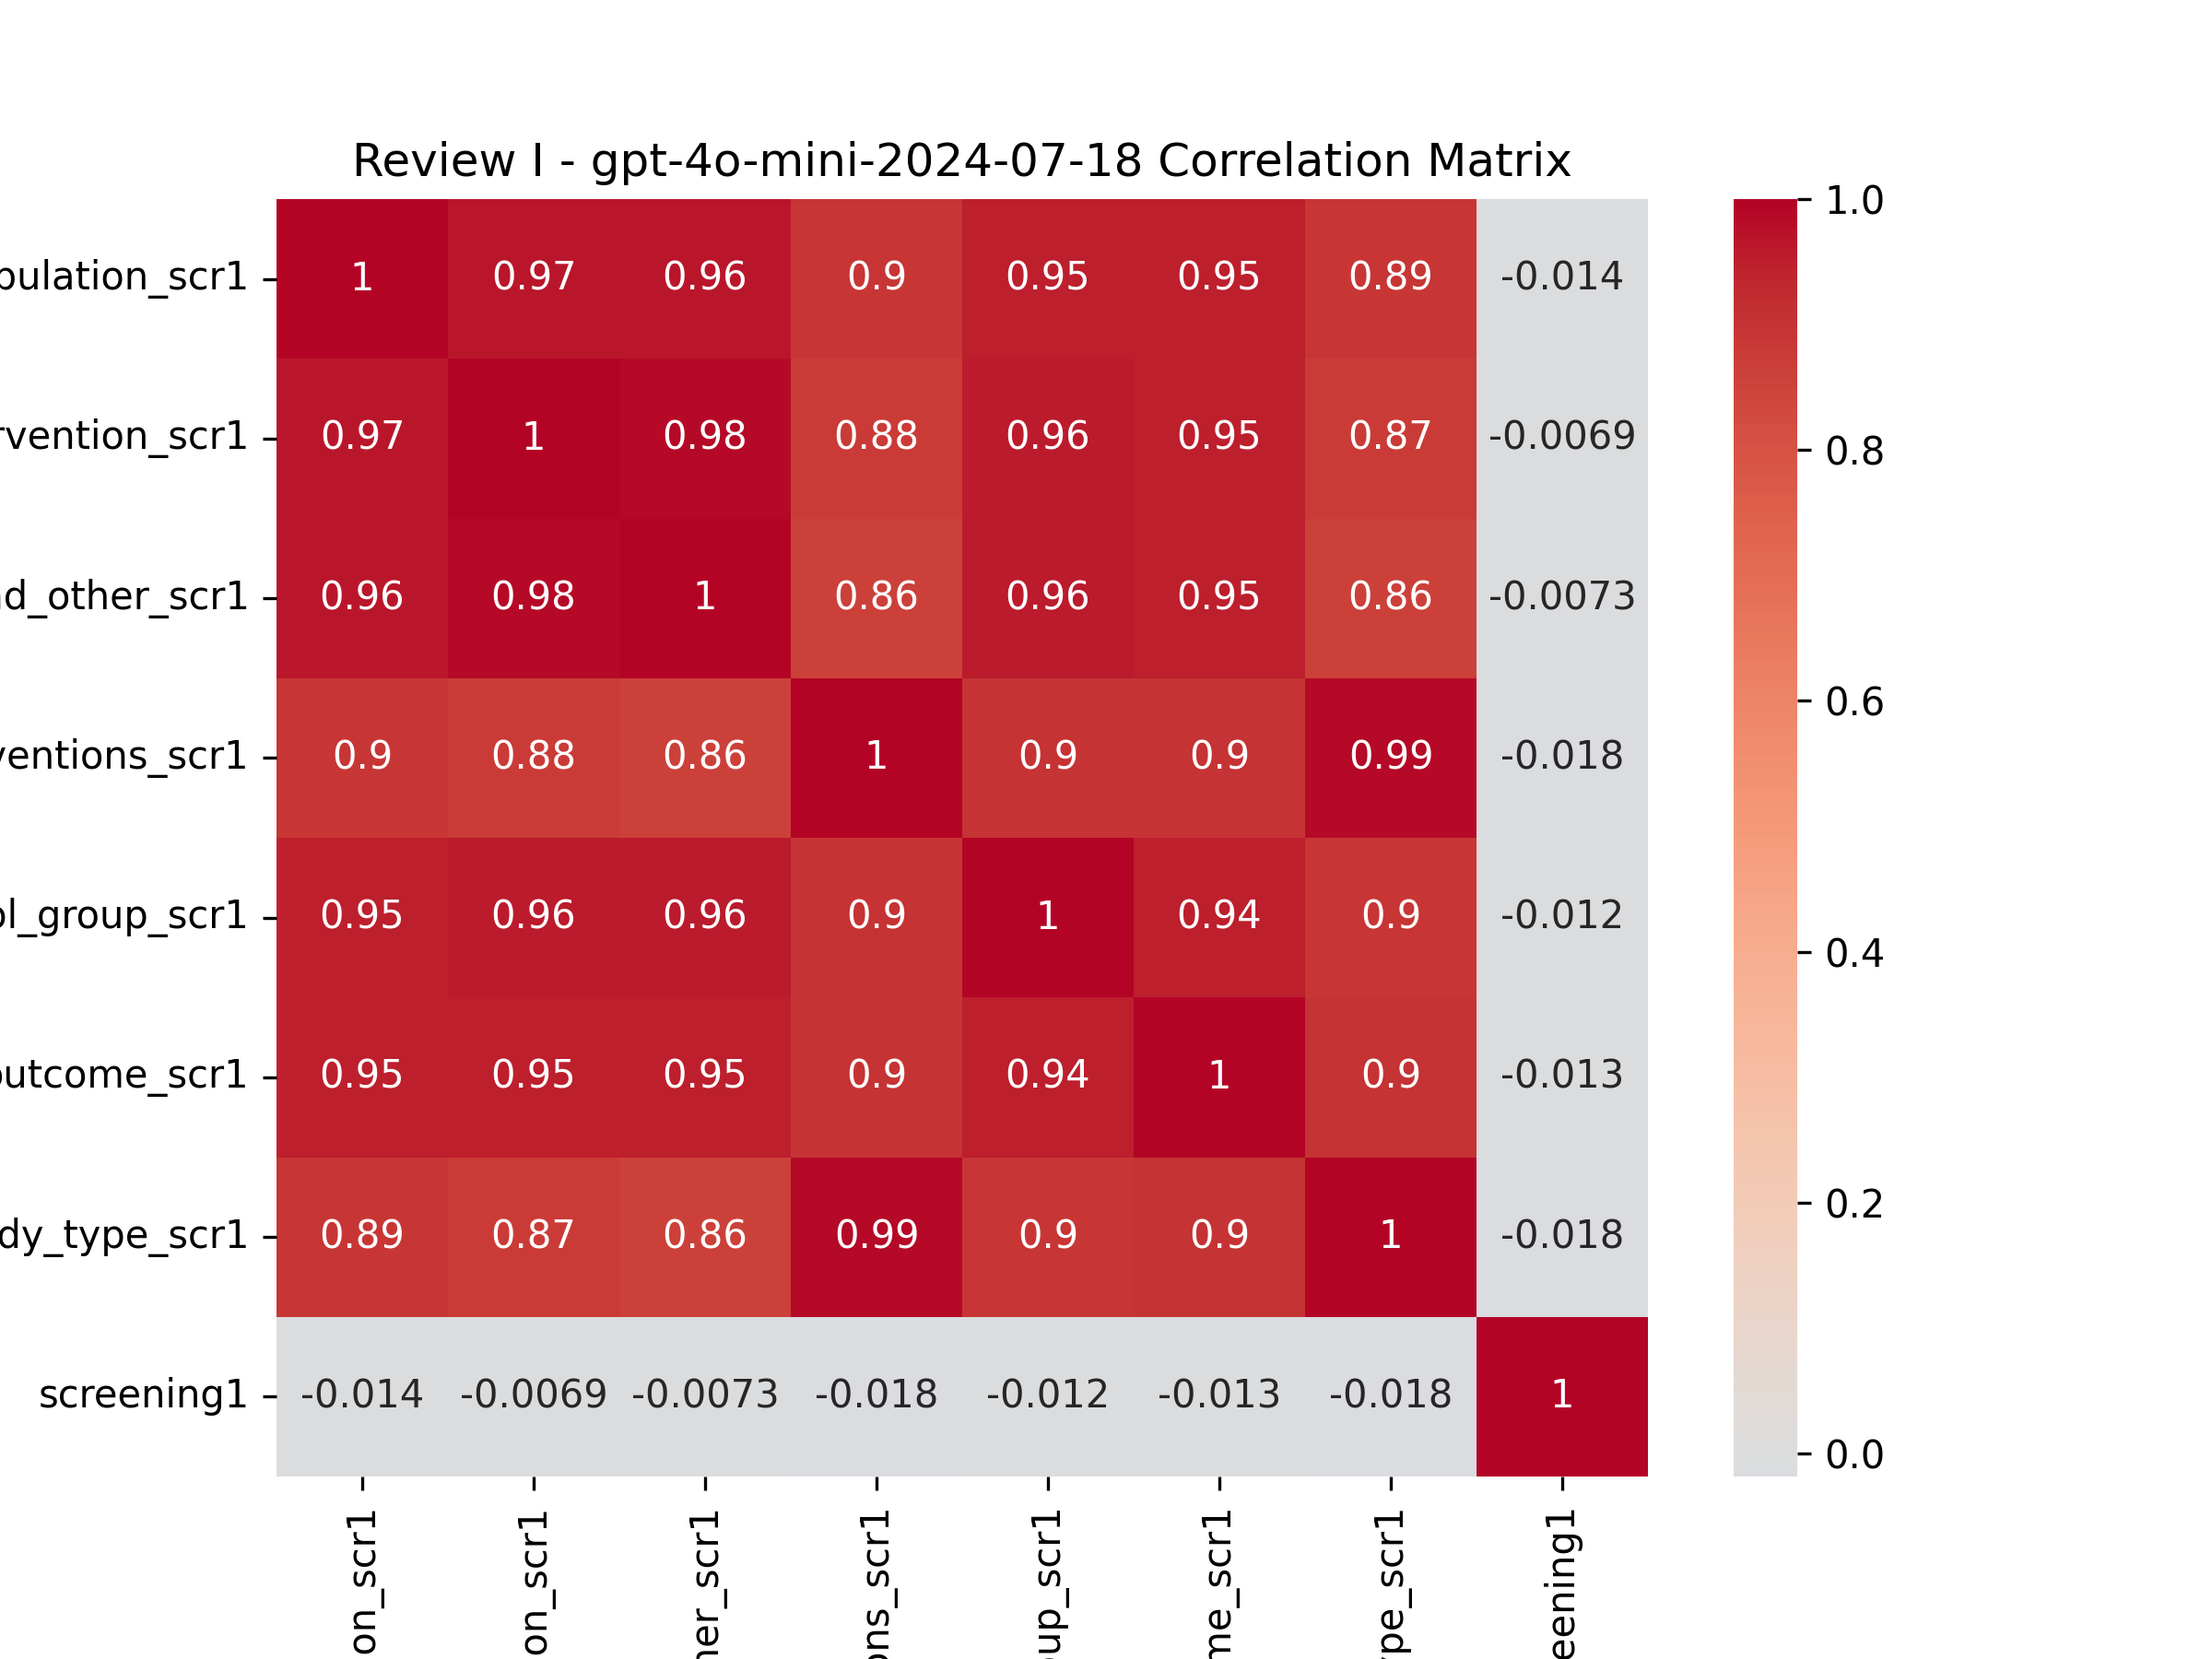 Review I - gpt-4o-mini-2024-07-18 Correlation Matrix
pulation_scr1 1 0.97 0.96 0.9 0.95 0.95 0.89 -0.014
rvention_scr1 0.97 1 0.98 0.88 0.96 0.95 0.87 -0.0069
d_other_scr1 0.96 0.98 1 0.86 0.96 0.95 0.86 -0.0073
ventions_scr1 0.9 0.88 0.86 1 0.9 0.9 0.99 -0.018
ol_group_scr1 0.95 0.96 0.96 0.9 1 0.94 0.9 -0.012
outcome_scr1 0.95 0.95 0.95 0.9 0.94 1 0.9 -0.013
dy_type_scr1 0.89 0.87 0.86 0.99 0.9 0.9 1 -0.018
screening1 -0.014 -0.0069 -0.0073 -0.018 -0.012 -0.013 -0.018 1
on_scr1
on_scr1
ner_scr1
ons_scr1
oup_scr1
me_scr1
ype_scr1
eening1
1.0
0.8
0.6
0.4
0.2
0.0